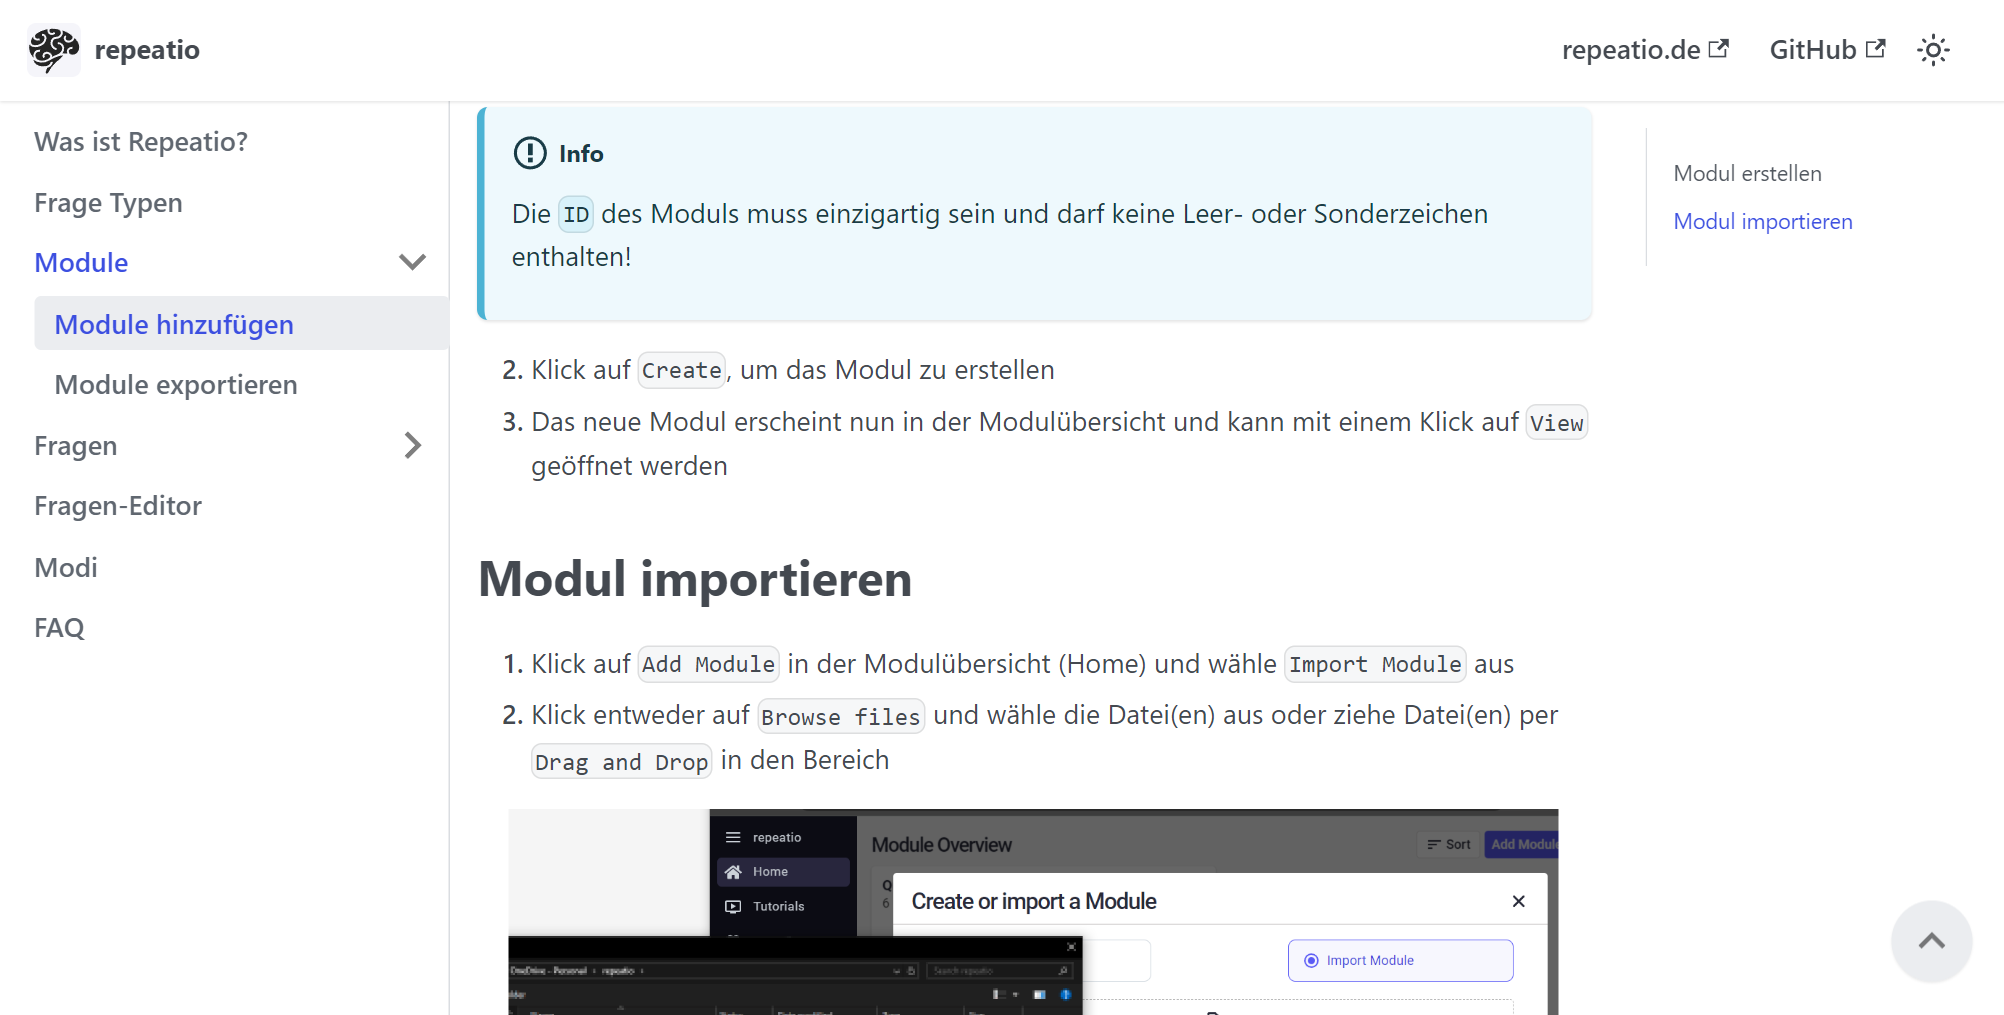 repeatio
repeatio.de
GitHub
Was ist Repeatio?
Frage Typen
Module
Module hinzufügen
Module exportieren
Fragen
Fragen-Editor
Modi
FAQ
Info
Die ID des Moduls muss einzigartig sein und darf keine Leer- oder Sonderzeichen
enthalten!
2. Klick auf Create, um das Modul zu erstellen
3. Das neue Modul erscheint nun in der Modulübersicht und kann mit einem Klick auf View
geöffnet werden
Modul importieren
1. Klick auf Add Module in der Modulübersicht (Home) und wähle Import Module aus
2. Klick entweder auf Browse files und wähle die Datei(en) aus oder ziehe Datei(en) per
Drag and Drop in den Bereich
repeatio
Home
Tutorials
Module Overview
Sort
Add Module
Create or import a Module
Import Module
OneDrive - Personal › repeatio ›
Search repeatio
Modul erstellen
Modul importieren